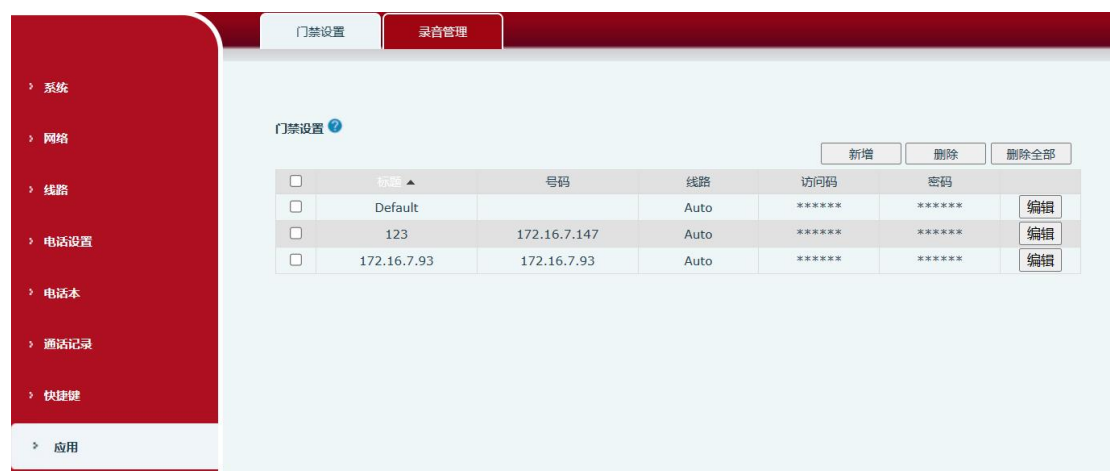 门禁设置 录音管理
系统
网络
线路
电话设置
电话本
通话记录
快捷键
应用
门禁设置
新增 删除 删除全部
标题 号码 线路 访问码 密码
Default Auto ****** ****** 编辑
123 172.16.7.147 Auto ****** ****** 编辑
172.16.7.93 172.16.7.93 Auto ****** ****** 编辑